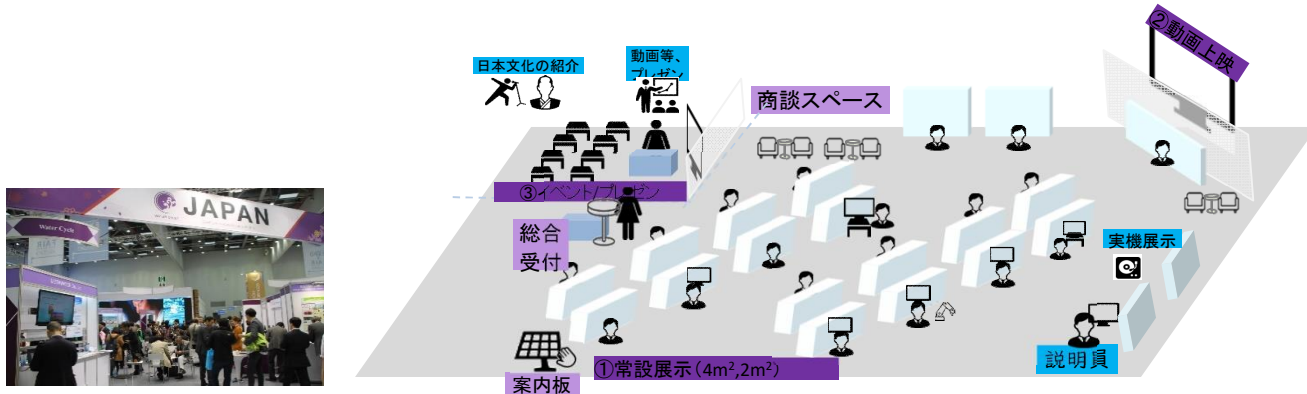 JAPAN
Water Cycle
日本文化の紹介
動画等、
プレゼン
②動画上映
商談スペース
③イベント/プレゼン
総合
受付
実機展示
説明員
案内板
①常設展示(4m²,2m²)